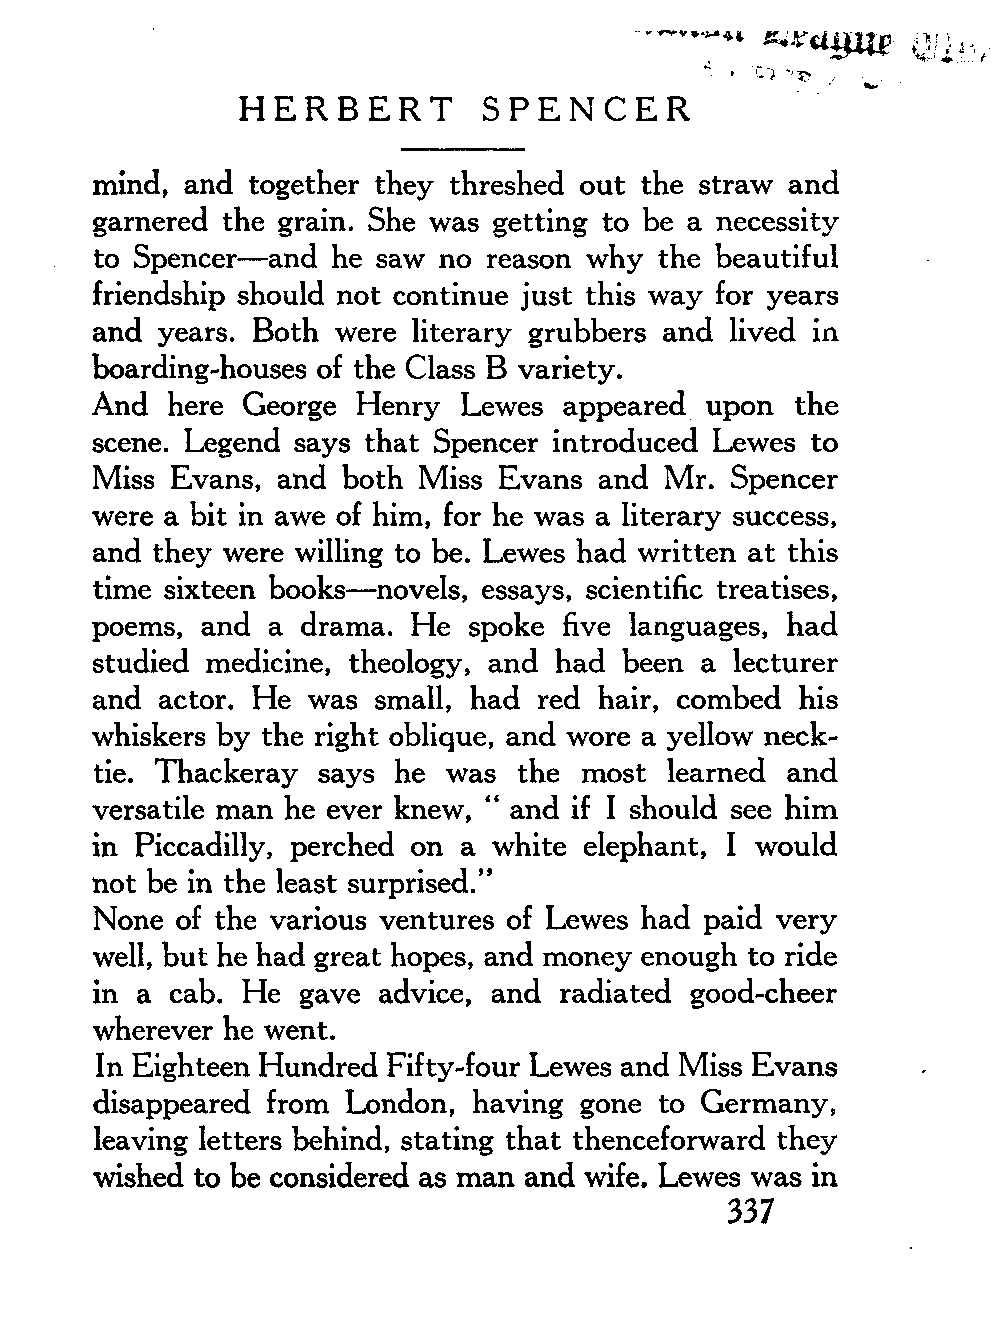 HERBERT SPENCER
mind, and together they threshed out the straw and
garnered the grain. She was getting to be a necessity
to Spencer—and he saw no reason why the beautiful
friendship should not continue just this way for years
and years. Both were literary grubbers and lived in
boarding-houses of the Class B variety.
And here George Henry Lewes appeared upon the
scene. Legend says that Spencer introduced Lewes to
Miss Evans, and both Miss Evans and Mr. Spencer
were a bit in awe of him, for he was a literary success,
and they were willing to be. Lewes had written at this
time sixteen books—novels, essays, scientific treatises,
poems, and a drama. He spoke five languages, had
studied medicine, theology, and had been a lecturer
and actor. He was small, had red hair, combed his
whiskers by the right oblique, and wore a yellow neck-
tie. Thackeray says he was the most learned and
versatile man he ever knew, “ and if I should see him
in Piccadilly, perched on a white elephant, I would
not be in the least surprised.”
None of the various ventures of Lewes had paid very
well, but he had great hopes, and money enough to ride
in a cab. He gave advice, and radiated good-cheer
wherever he went.
In Eighteen Hundred Fifty-four Lewes and Miss Evans
disappeared from London, having gone to Germany,
leaving letters behind, stating that thenceforward they
wished to be considered as man and wife. Lewes was in
337